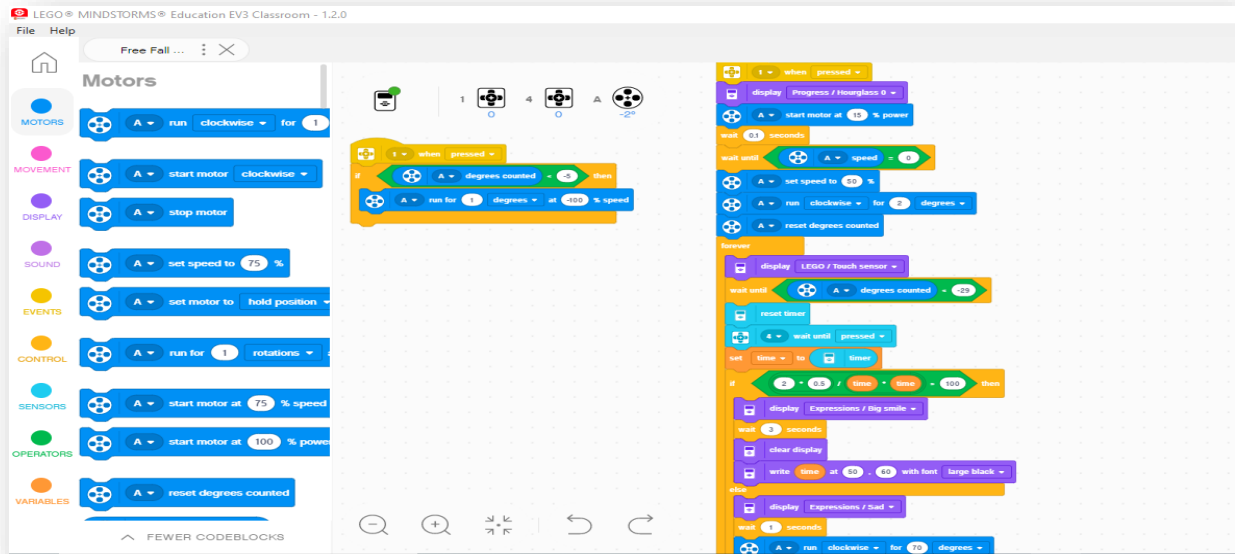 LEGO® MINDSTORMS® Education EV3 Classroom - 1.2.0
File Help
Free Fall ...
Motors
MOTORS
MOVEMENT
DISPLAY
SOUND
EVENTS
CONTROL
SENSORS
OPERATORS
VARIABLES
A run clockwise for 1
A start motor clockwise
A stop motor
A set speed to 75 %
A set motor to hold position
A run for 1 rotations
A start motor at 75 % speed
A start motor at 100 % powe
A reset degrees counted
FEWER CODEBLOCKS
1 4 A
0 0 -2°
1 when pressed
if A degrees counted < -5 then
A run for 1 degrees at -100 % speed
1 when pressed
display Progress / Hourglass 0
A start motor at 15 % power
wait 0.1 seconds
wait until A speed = 0
A set speed to 50 %
A run clockwise for 2 degrees
A reset degrees counted
forever
display LEGO / Touch sensor
wait until A degrees counted < -29
reset timer
4 wait until pressed
set time to timer
if 2 * 0.5 / time * time < 100 then
display Expressions / Big smile
wait 3 seconds
clear display
write time at 50 , 60 with font large black
else
display Expressions / Sad
wait 1 seconds
A run clockwise for 70 degrees